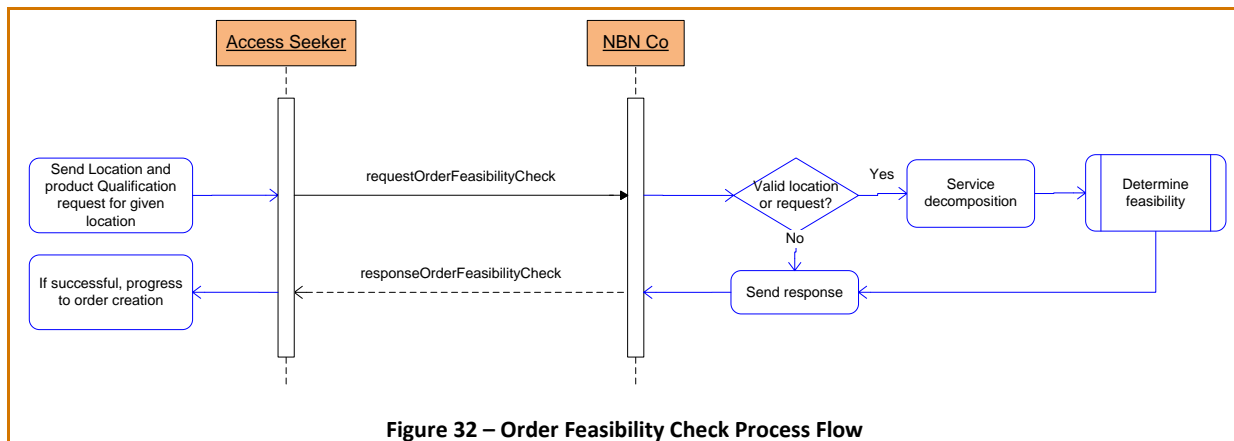 Access Seeker
NBN Co
Send Location and
product Qualification
request for given
location
requestOrderFeasibilityCheck
Valid location
or request?
Yes
Service
decomposition
Determine
feasibility
No
If successful, progress
to order creation
responseOrderFeasibilityCheck
Send response
Figure 32 – Order Feasibility Check Process Flow